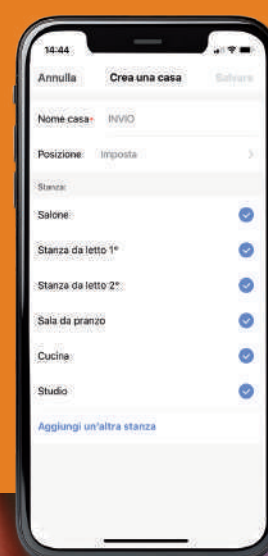 14:44
Annulla Crea una casa Salvare
Nome casa* INVIO
Posizione Imposta
Stanza:
Salone
Stanza da letto 1°
Stanza da letto 2°
Sala da pranzo
Cucina
Studio
Aggiungi un'altra stanza